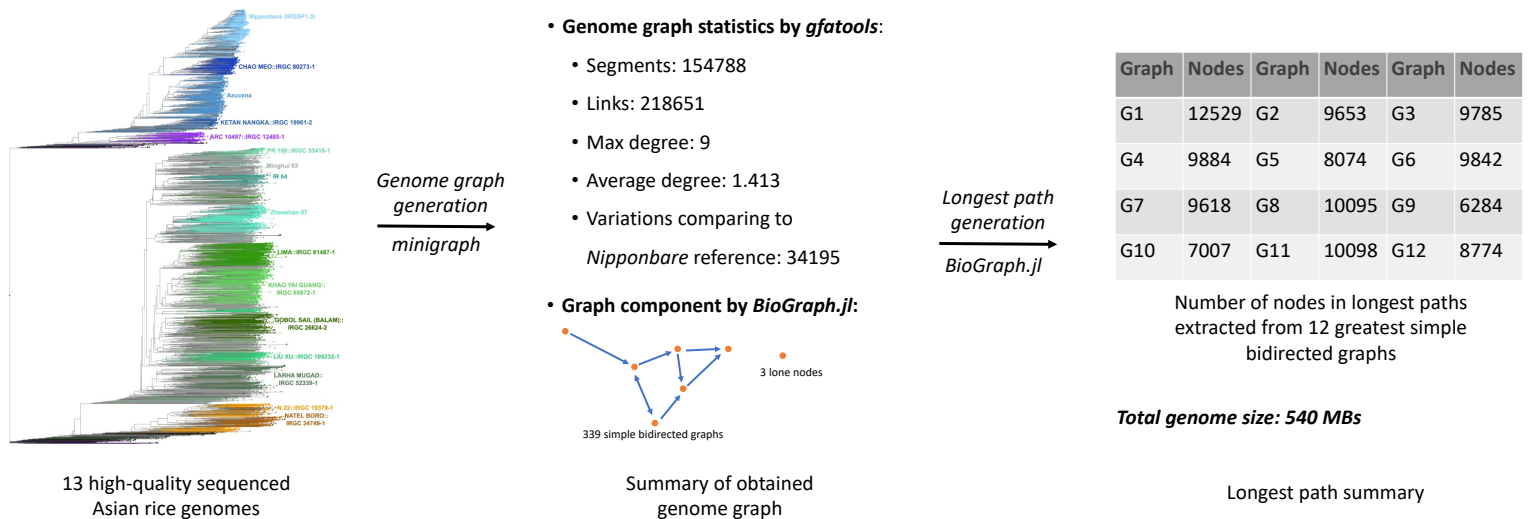 Nipponbare (IRGSP1.0)
CHAO MEO::IRGC 80273-1
Azucena
KETAN NANGKA::IRGC 19961-2
ARC 10497::IRGC 12485-1
PR 106::IRGC 53418-1
Minghui 63
IR 64
Zhenshan 97
LIMA::IRGC 81487-1
KHAO YAI GUANG::
IRGC 65972-1
GOBOL SAIL (BALAM)::
IRGC 26624-2
LIU XU::IRGC 109232-1
LARHA MUGAD::
IRGC 52339-1
N 22::IRGC 19379-1
NATEL BORO::
IRGC 34749-1
13 high-quality sequenced
Asian rice genomes
Genome graph
generation
minigraph
• Genome graph statistics by gfatools:
• Segments: 154788
• Links: 218651
• Max degree: 9
• Average degree: 1.413
• Variations comparing to
Nipponbare reference: 34195
• Graph component by BioGraph.jl:
3 lone nodes
339 simple bidirected graphs
Summary of obtained
genome graph
Longest path
generation
BioGraph.jl
Graph Nodes Graph Nodes Graph Nodes
G1 12529 G2 9653 G3 9785
G4 9884 G5 8074 G6 9842
G7 9618 G8 10095 G9 6284
G10 7007 G11 10098 G12 8774
Number of nodes in longest paths
extracted from 12 greatest simple
bidirected graphs
Total genome size: 540 MBs
Longest path summary